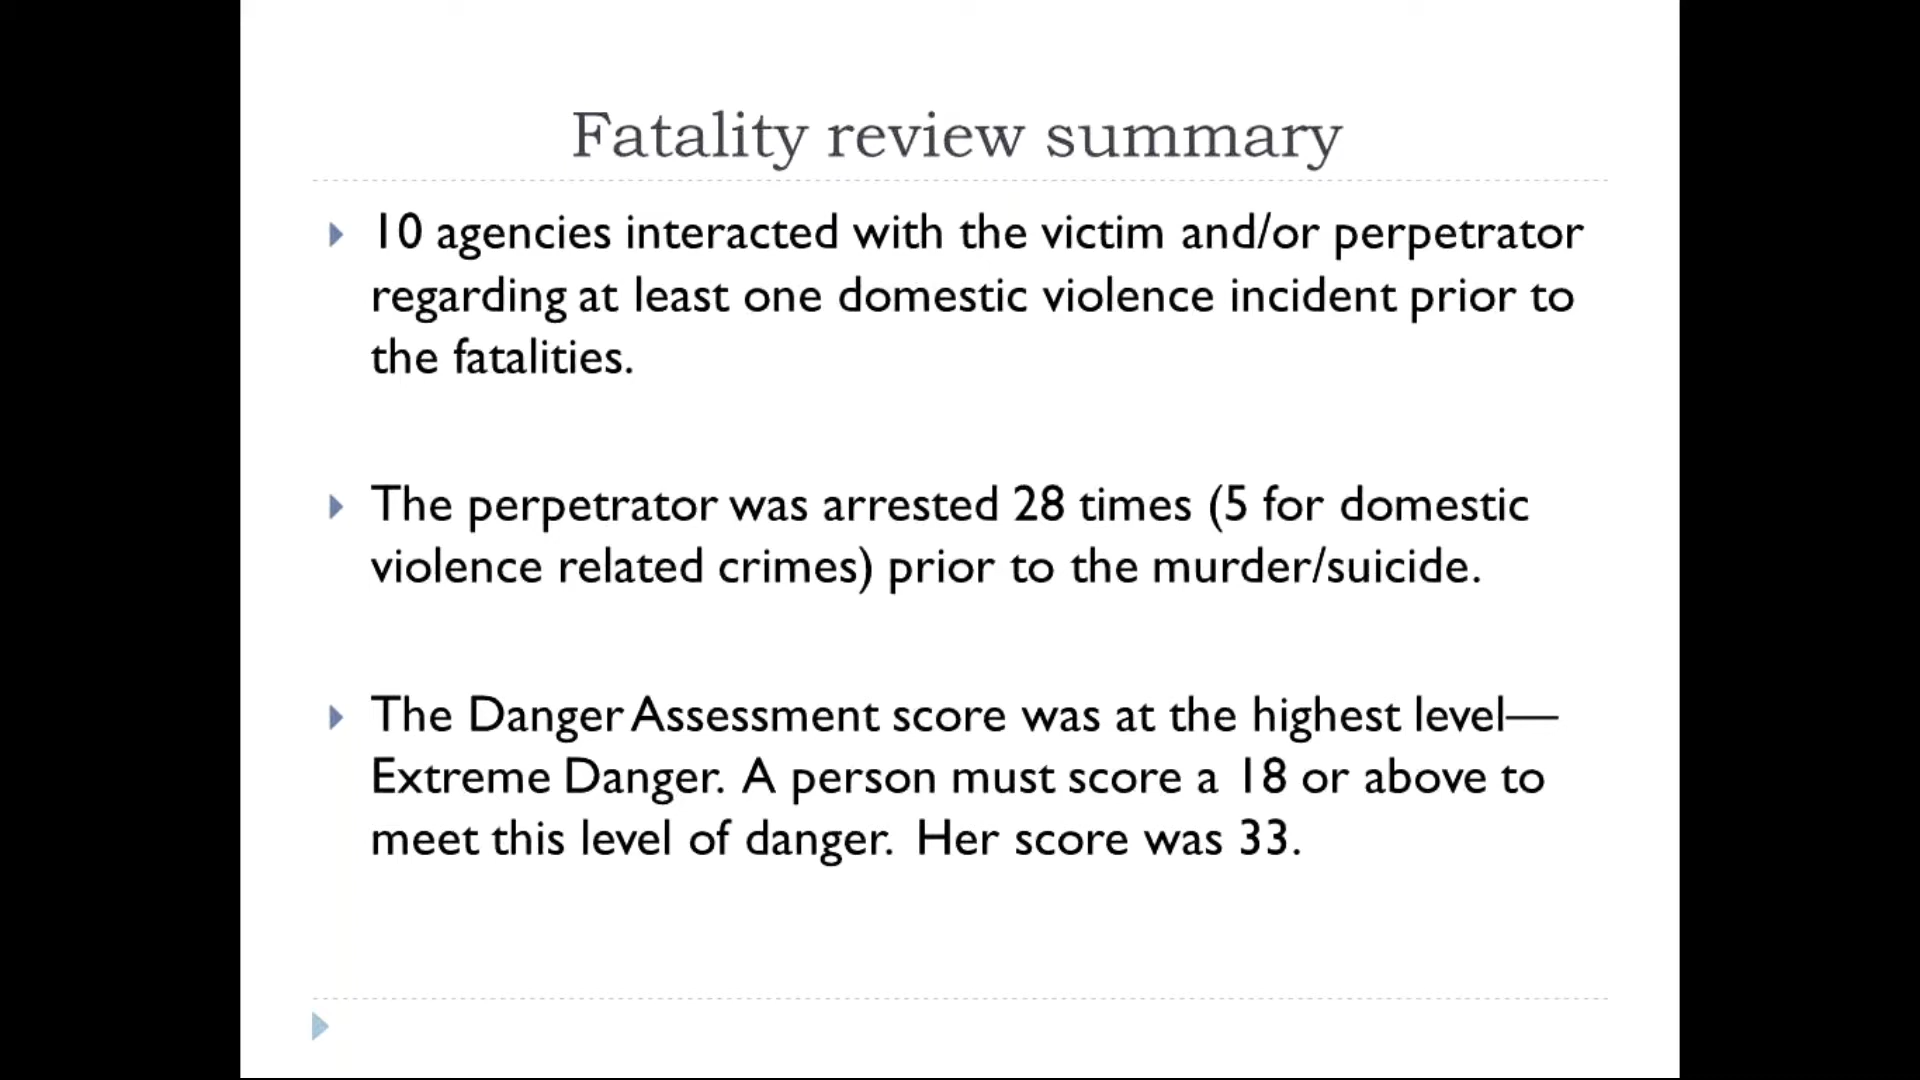 Fatality review summary
10 agencies interacted with the victim and/or perpetrator
regarding at least one domestic violence incident prior to
the fatalities.
The perpetrator was arrested 28 times (5 for domestic
violence related crimes) prior to the murder/suicide.
The Danger Assessment score was at the highest level—
Extreme Danger. A person must score a 18 or above to
meet this level of danger. Her score was 33.